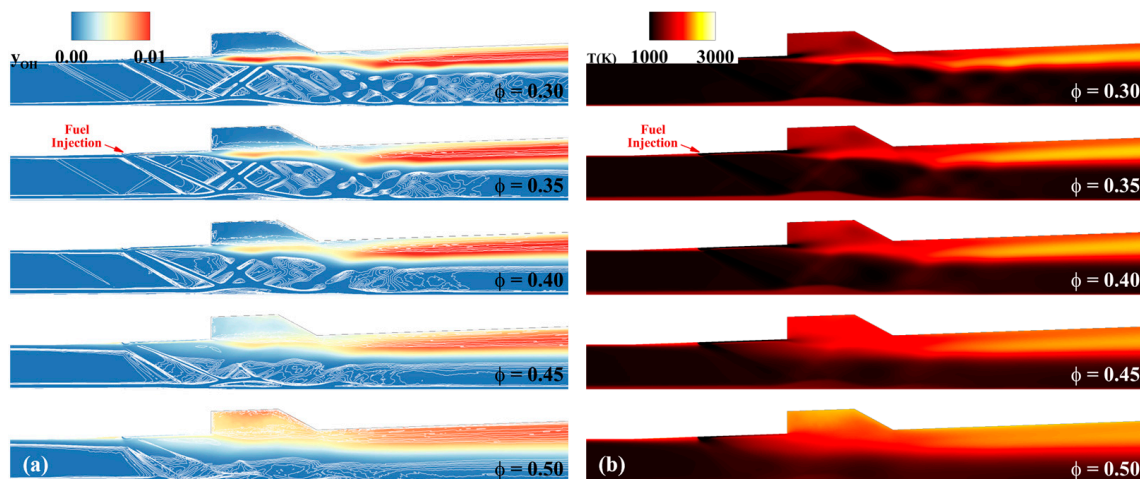 y_OH 0.00 0.01
φ = 0.30
Fuel
Injection
φ = 0.35
φ = 0.40
φ = 0.45
(a)
φ = 0.50
T(K) 1000 3000
φ = 0.30
Fuel
Injection
φ = 0.35
φ = 0.40
φ = 0.45
(b)
φ = 0.50